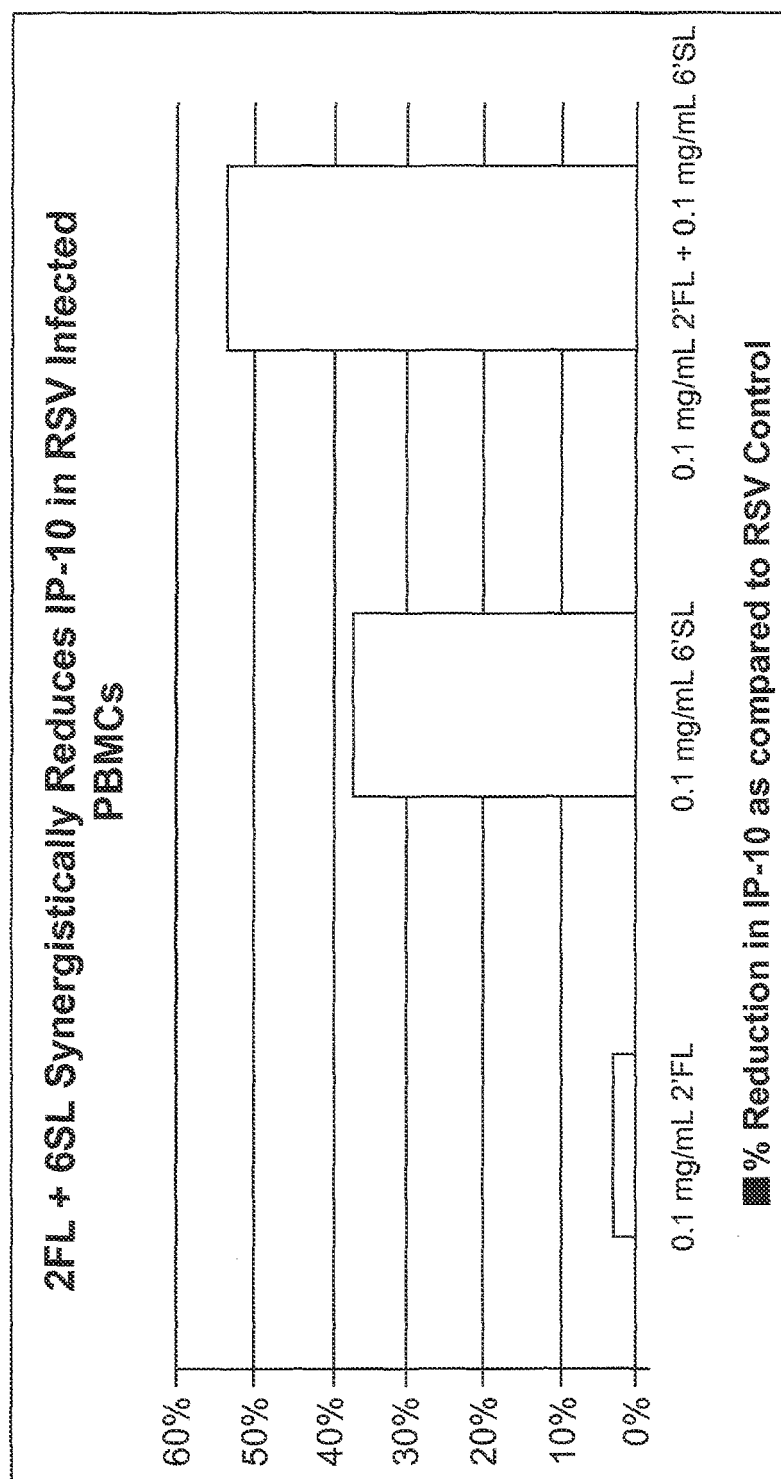 2FL + 6SL Synergistically Reduces IP-10 in RSV Infected
PBMCs
60%
50%
40%
30%
20%
10%
0%
0.1 mg/mL 2'FL
0.1 mg/mL 6'SL
0.1 mg/mL 2'FL + 0.1 mg/mL 6'SL
% Reduction in IP-10 as compared to RSV Control